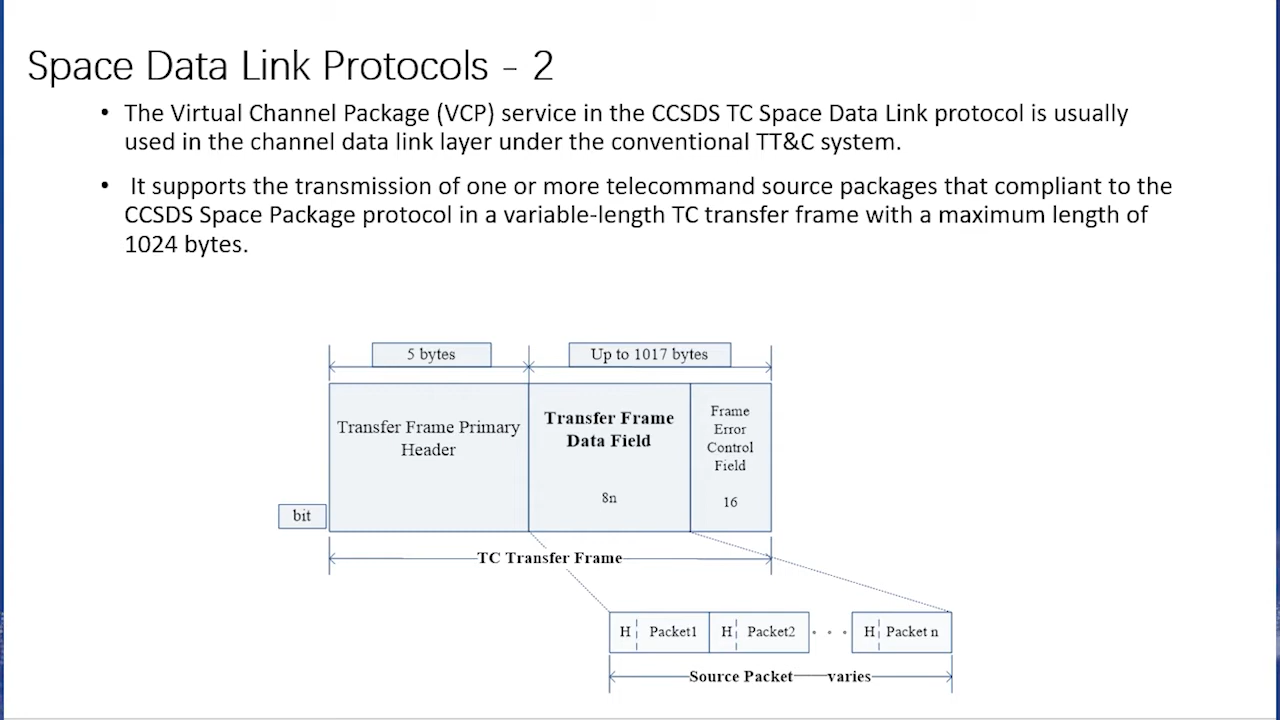 Space Data Link Protocols - 2
• The Virtual Channel Package (VCP) service in the CCSDS TC Space Data Link protocol is usually
used in the channel data link layer under the conventional TT&C system.
• It supports the transmission of one or more telecommand source packages that compliant to the
CCSDS Space Package protocol in a variable-length TC transfer frame with a maximum length of
1024 bytes.
5 bytes
Up to 1017 bytes
Transfer Frame Primary
Header
Transfer Frame
Data Field
8n
Frame
Error
Control
Field
16
bit
TC Transfer Frame
H Packet1 H Packet2 · · · H Packet n
Source Packet varies